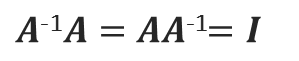 A⁻¹A = AA⁻¹= I